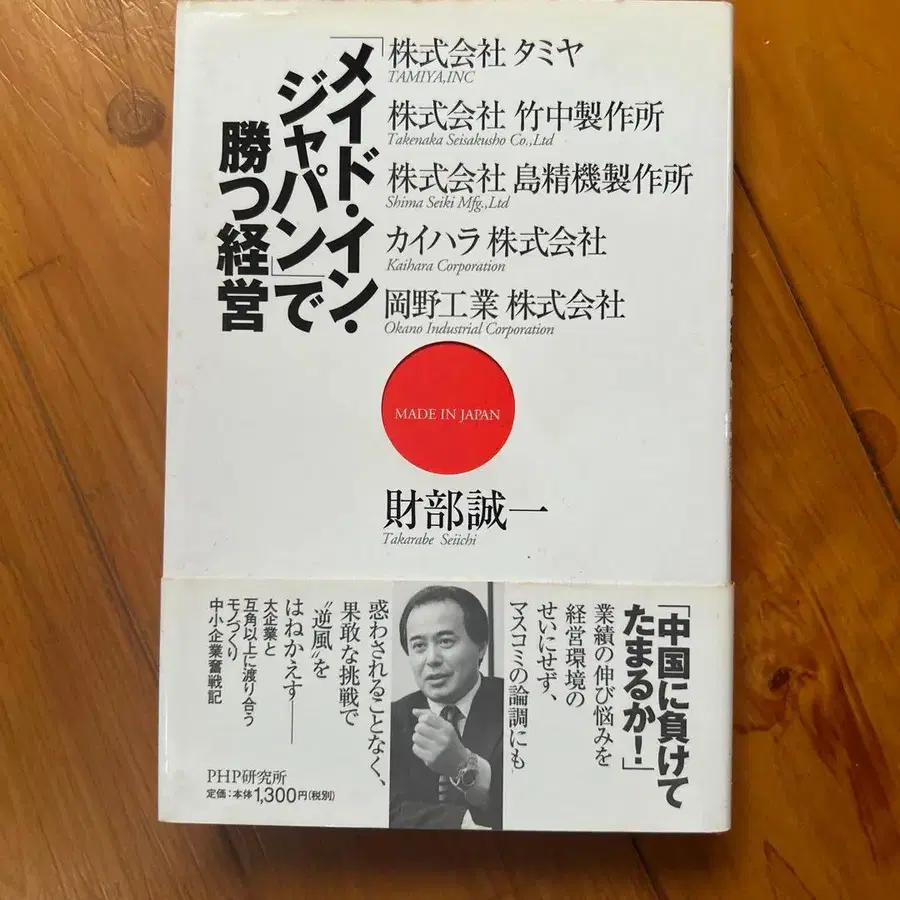 「メイド・イン・
ジャパン」で
勝つ経営
株式会社 タミヤ
TAMIYA,INC
株式会社 竹中製作所
Takenaka Seisakusho Co.,Ltd
株式会社 島精機製作所
Shima Seiki Mfg.,Ltd
カイハラ 株式会社
Kaihara Corporation
岡野工業 株式会社
Okano Industrial Corporation
MADE IN JAPAN
財部誠一
Takarabe Seiichi
「中国に負けて
たまるか!」
業績の伸び悩みを
経営環境の
せいにせず、
マスコミの論調にも
惑わされることなく、
果敢な挑戦で
〝逆風〟を
はねかえす――
大企業と
互角以上に渡り合う
モノづくり
中小企業奮戦記
PHP研究所
定価:本体1,300円(税別)